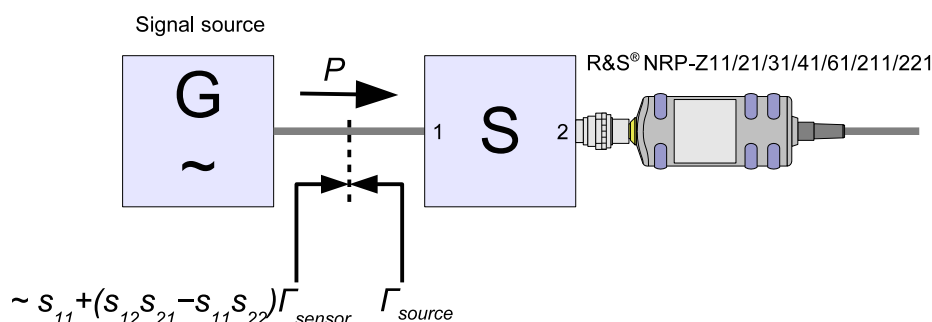 Signal source
G
~
P
1 S 2
R&S® NRP-Z11/21/31/41/61/211/221
~ s11+(s12s21−s11s22)Γsensor
Γsource